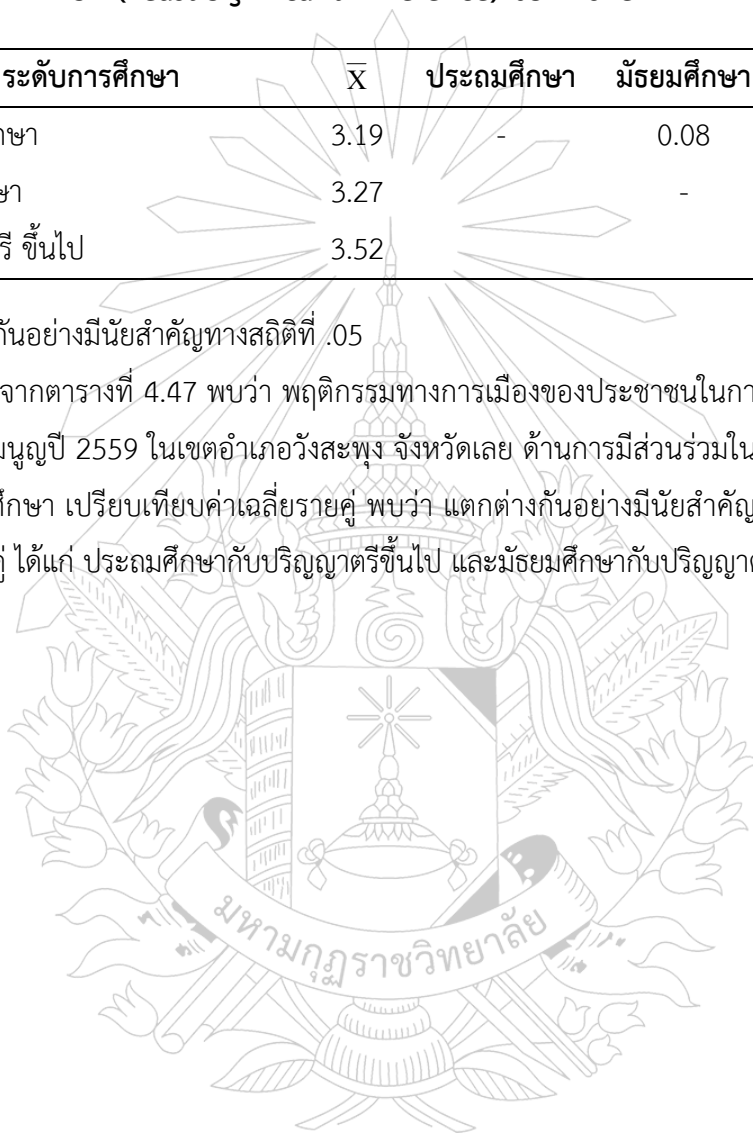 ระดับการศึกษา X̅ ประถมศึกษา มัธยมศึกษา
3.19 - 0.08
3.27 -
ขึ้นไป 3.52
กันอย่างมีนัยสำคัญทางสถิติที่ .05
จากตารางที่ 4.47 พบว่า พฤติกรรมทางการเมืองของประชาชนในกา
มนูญปี 2559 ในเขตอำเภอวังสะพุง จังหวัดเลย ด้านการมีส่วนร่วมใน
ศึกษา เปรียบเทียบค่าเฉลี่ยรายคู่ พบว่า แตกต่างกันอย่างมีนัยสำคัญ
ได้แก่ ประถมศึกษากับปริญญาตรีขึ้นไป และมัธยมศึกษากับปริญญาต
มหามกุฏราชวิทยาลัย